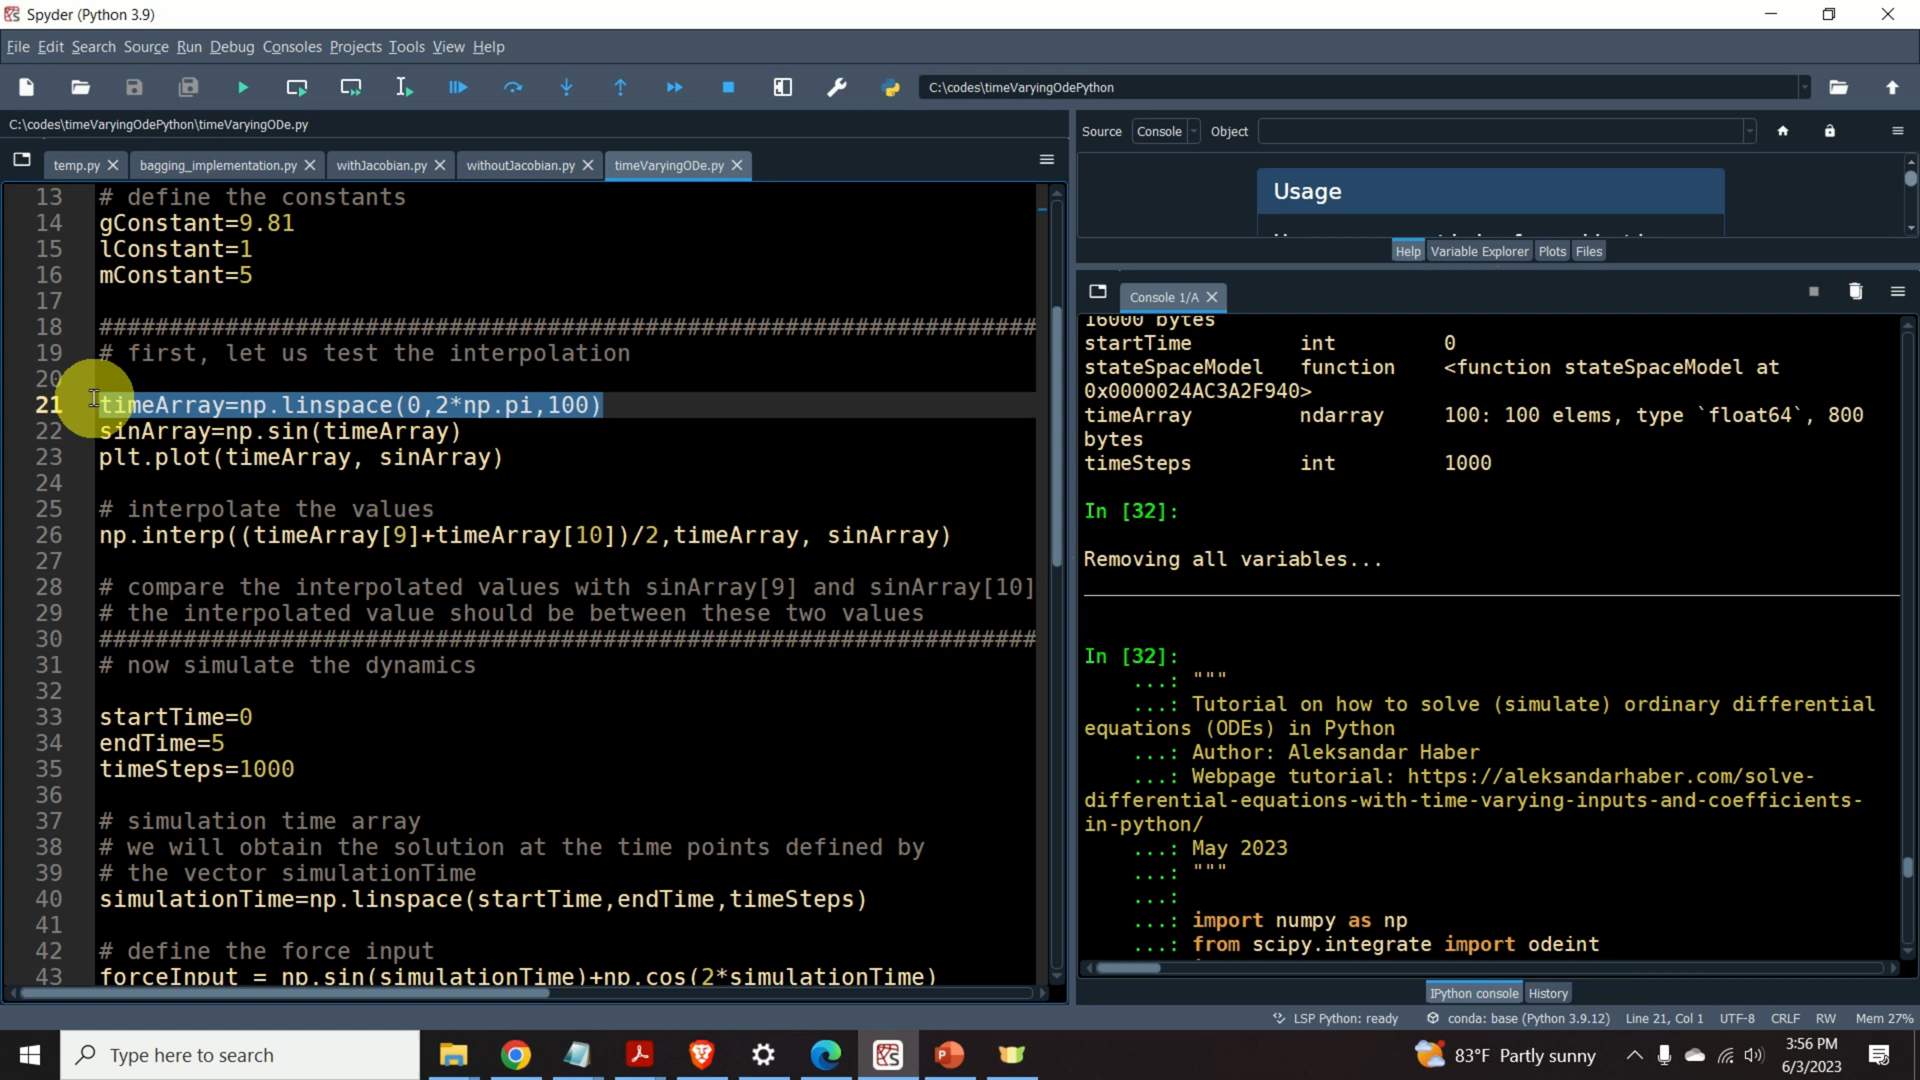 Spyder (Python 3.9)
File Edit Search Source Run Debug Consoles Projects Tools View Help
C:\codes\timeVaryingOdePython
C:\codes\timeVaryingOdePython\timeVaryingODe.py
temp.py
bagging_implementation.py
withJacobian.py
withoutJacobian.py
timeVaryingODe.py
13 # define the constants
14 gConstant=9.81
15 lConstant=1
16 mConstant=5
17
18 ###################################################################
19 # first, let us test the interpolation
20
21 timeArray=np.linspace(0,2*np.pi,100)
22 sinArray=np.sin(timeArray)
23 plt.plot(timeArray, sinArray)
24
25 # interpolate the values
26 np.interp((timeArray[9]+timeArray[10])/2,timeArray, sinArray)
27
28 # compare the interpolated values with sinArray[9] and sinArray[10]
29 # the interpolated value should be between these two values
30 ###################################################################
31 # now simulate the dynamics
32
33 startTime=0
34 endTime=5
35 timeSteps=1000
36
37 # simulation time array
38 # we will obtain the solution at the time points defined by
39 # the vector simulationTime
40 simulationTime=np.linspace(startTime,endTime,timeSteps)
41
42 # define the force input
43 forceInput = np.sin(simulationTime)+np.cos(2*simulationTime)
Source Console Object
Usage
Help Variable Explorer Plots Files
Console 1/A
16000 bytes
startTime int 0
stateSpaceModel function <function stateSpaceModel at
0x0000024AC3A2F940>
timeArray ndarray 100: 100 elems, type `float64`, 800
bytes
timeSteps int 1000
In [32]:
Removing all variables...
In [32]:
...: """
...: Tutorial on how to solve (simulate) ordinary differential
equations (ODEs) in Python
...: Author: Aleksandar Haber
...: Webpage tutorial: https://aleksandarhaber.com/solve-
differential-equations-with-time-varying-inputs-and-coefficients-
in-python/
...: May 2023
...: """
...:
...: import numpy as np
...: from scipy.integrate import odeint
IPython console History
LSP Python: ready conda: base (Python 3.9.12) Line 21, Col 1 UTF-8 CRLF RW Mem 27%
Type here to search
83°F Partly sunny
3:56 PM
6/3/2023